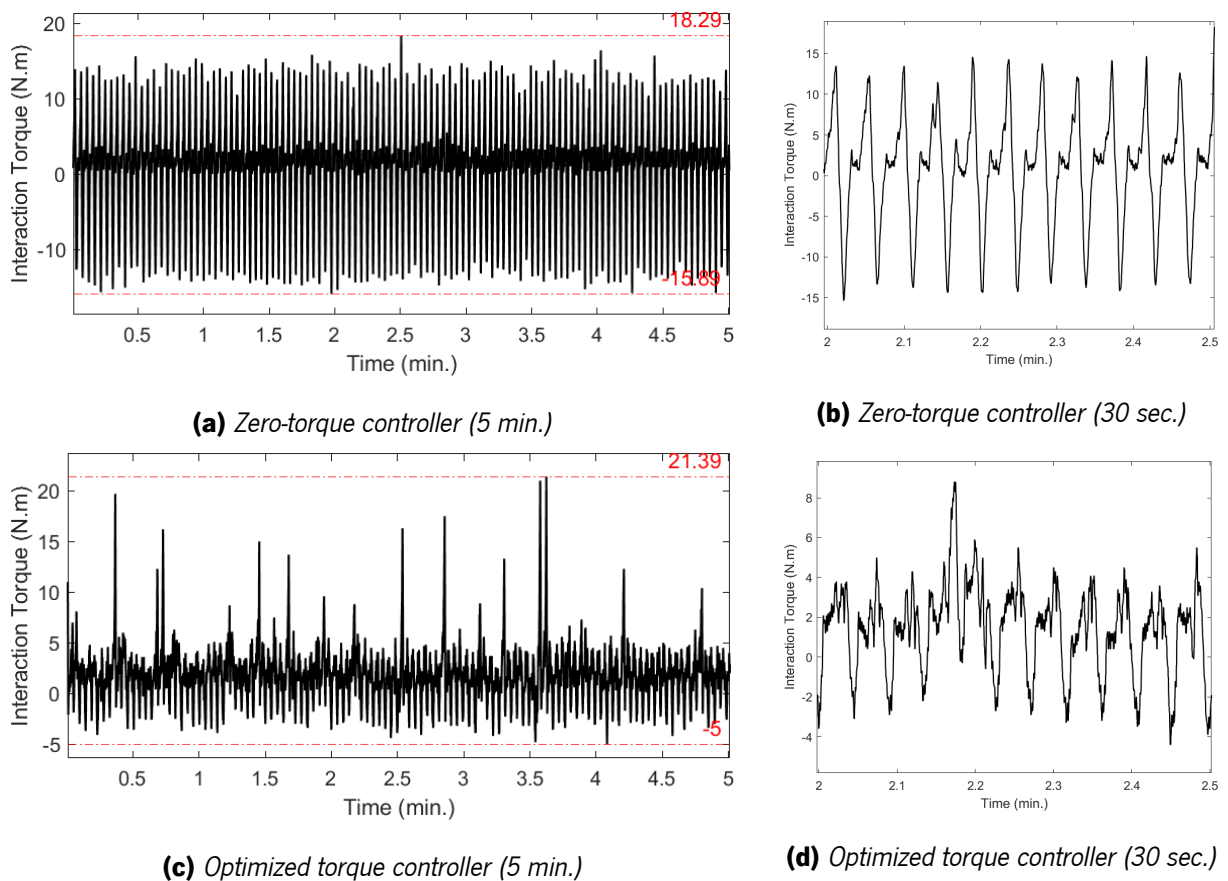 18.29
20
10
0
-10
-15.89
Interaction Torque (N.m)
0.5 1 1.5 2 2.5 3 3.5 4 4.5 5
Time (min.)
(a) Zero-torque controller (5 min.)
15
10
5
0
-5
-10
-15
Interaction Torque (N.m)
2 2.1 2.2 2.3 2.4 2.5
Time (min.)
(b) Zero-torque controller (30 sec.)
21.39
20
15
10
5
0
-5
-5
Interaction Torque (N.m)
0.5 1 1.5 2 2.5 3 3.5 4 4.5 5
Time (min.)
(c) Optimized torque controller (5 min.)
8
6
4
2
0
-2
-4
Interaction Torque (N.m)
2 2.1 2.2 2.3 2.4 2.5
Time (min.)
(d) Optimized torque controller (30 sec.)